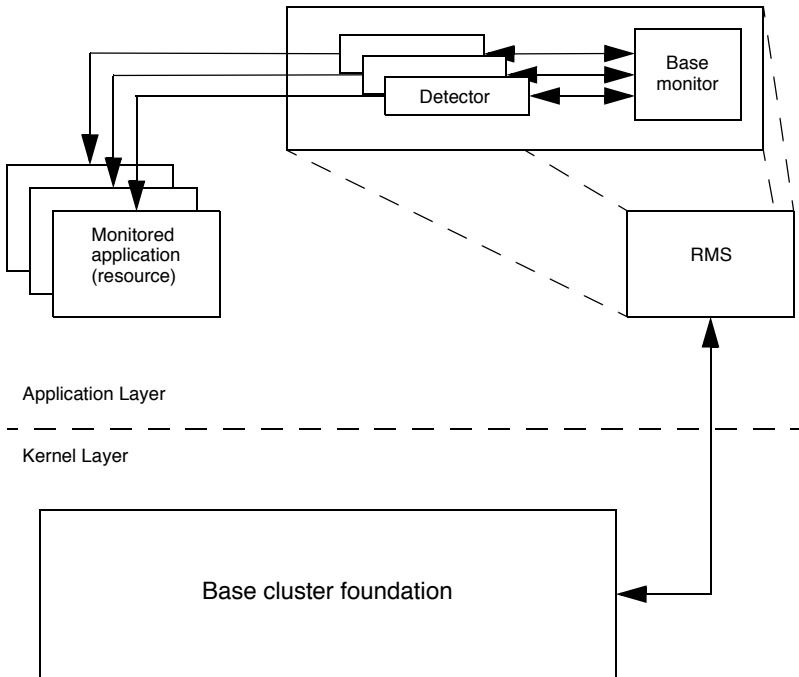 Base
monitor
Detector
Monitored
application
(resource)
RMS
Application Layer
Kernel Layer
Base cluster foundation